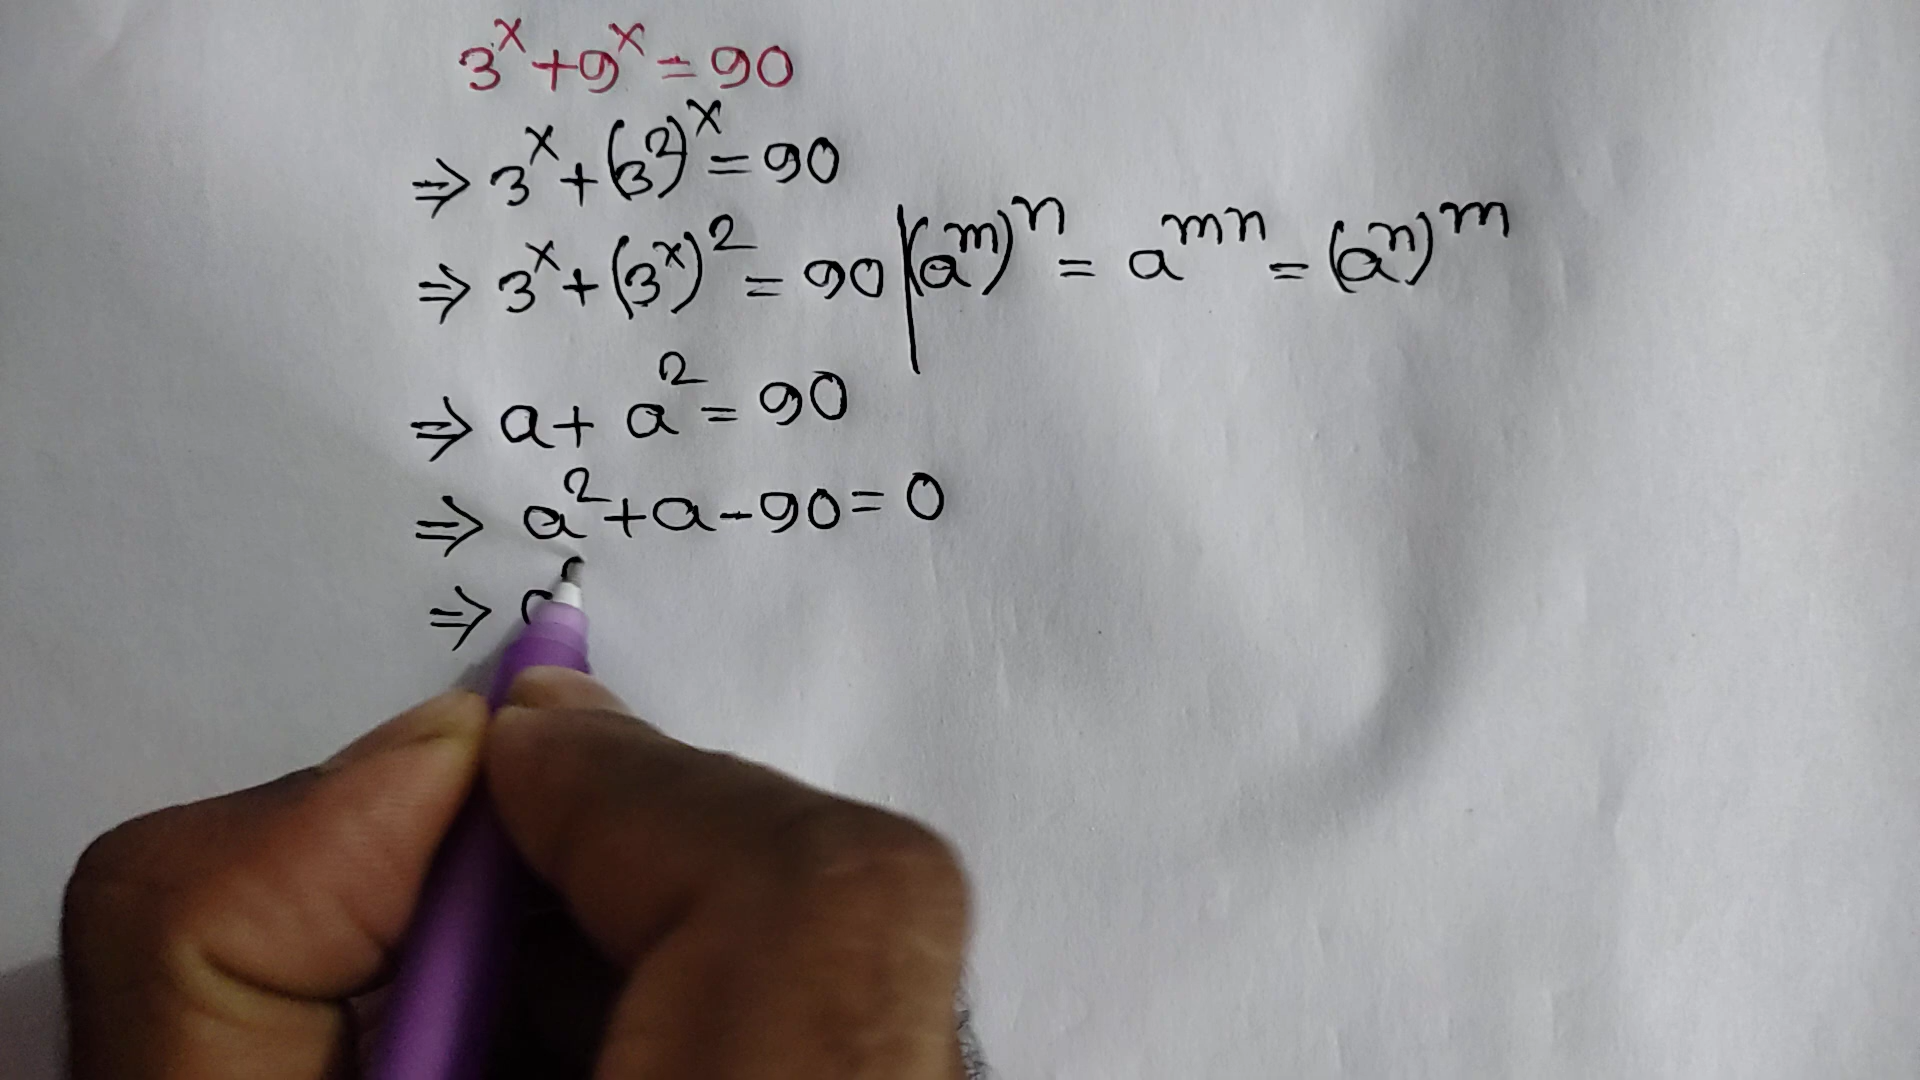 3^x + 9^x = 90
⇒ 3^x + (3^2)^x = 90
⇒ 3^x + (3^x)^2 = 90 | (a^m)^n = a^mn = (a^n)^m
⇒ a + a^2 = 90
⇒ a^2 + a - 90 = 0
⇒